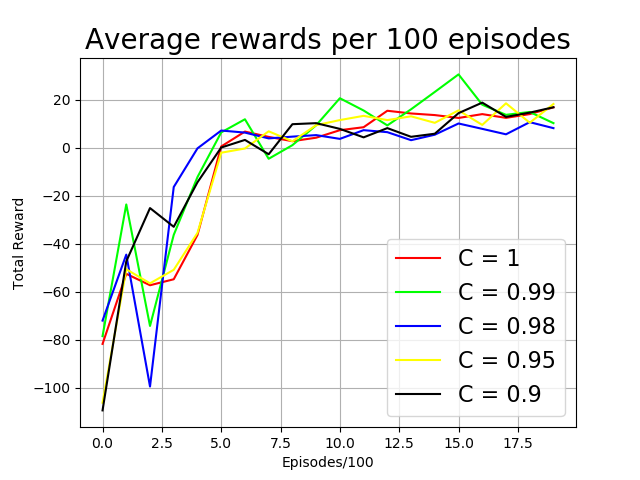 Average rewards per 100 episodes
Total Reward
20
0
−20
−40
−60
−80
−100
C = 1
C = 0.99
C = 0.98
C = 0.95
C = 0.9
0.0 2.5 5.0 7.5 10.0 12.5 15.0 17.5
Episodes/100